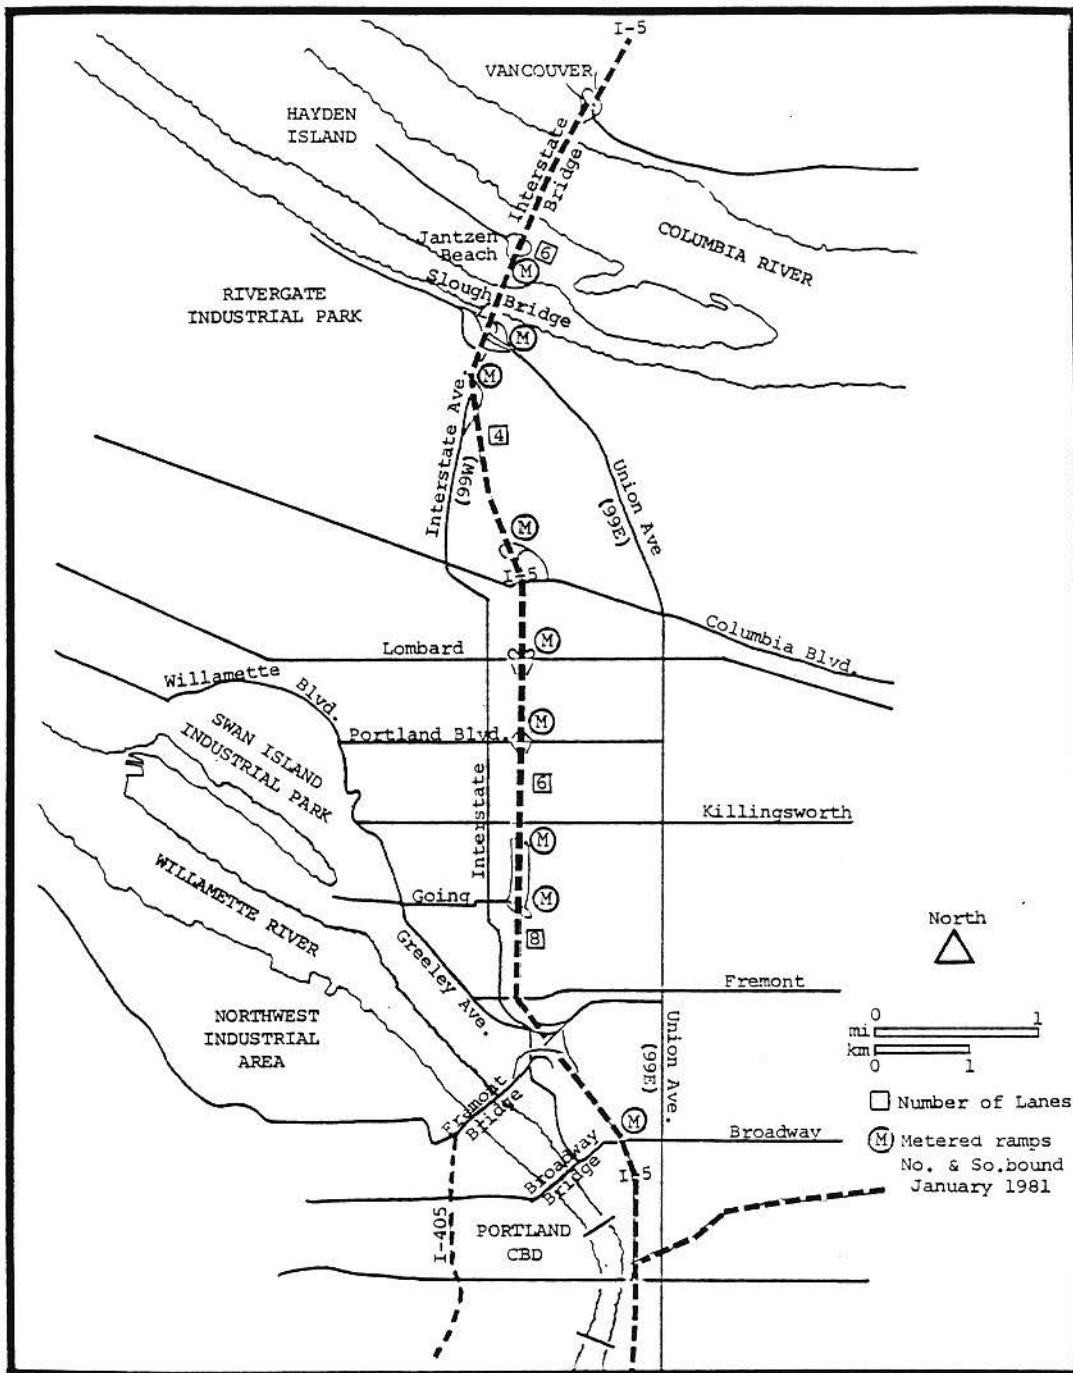 I-5
VANCOUVER
HAYDEN
ISLAND
Interstate
Bridge
COLUMBIA RIVER
Jantzen
Beach
6
M
Slough Bridge
RIVERGATE
INDUSTRIAL PARK
M
M
Interstate Ave.
(99W)
4
Union Ave
(99E)
M
I-5
Columbia Blvd.
Lombard
M
Willamette Blvd.
SWAN ISLAND
INDUSTRIAL PARK
M
Portland Blvd.
Interstate
6
Killingsworth
M
WILLAMETTE RIVER
Going
M
8
North
Greeley Ave.
Fremont
NORTHWEST
INDUSTRIAL
AREA
Union Ave.
(99E)
0 1
mi
km
0 1
Number of Lanes
Fremont
Bridge
M
Broadway
M Metered ramps
No. & So.bound
January 1981
Broadway
Bridge
I-5
I-405
PORTLAND
CBD